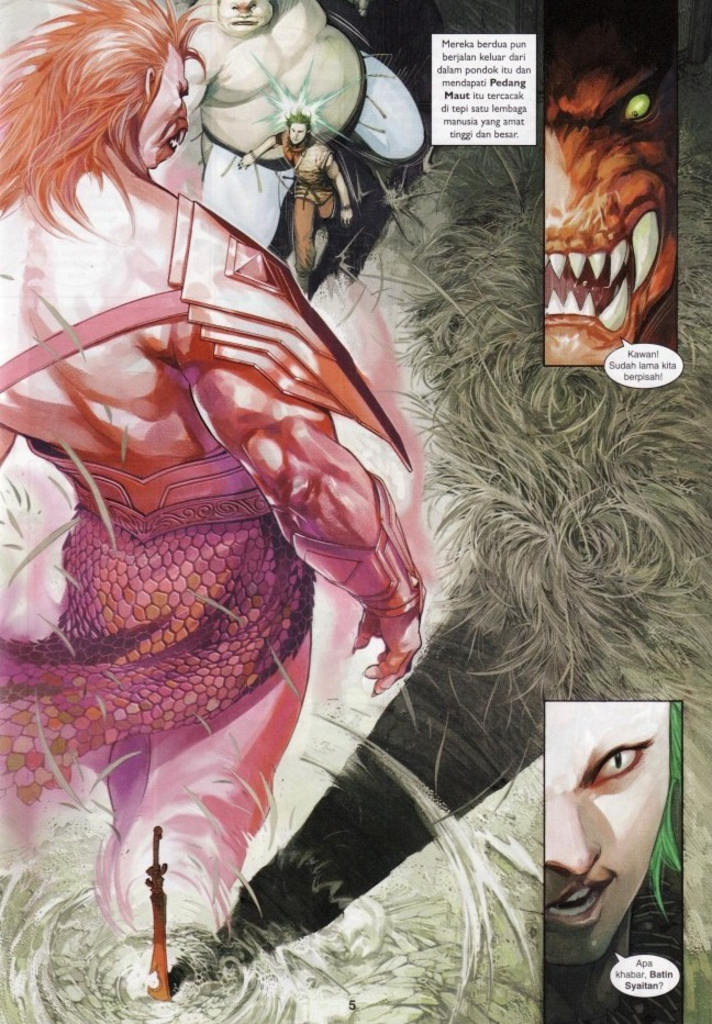 Mereka berdua pun
berjalan keluar dari
dalam pondok itu dan
mendapati Pedang
Maut itu tercacak
di tepi satu lembaga
manusia yang amat
tinggi dan besar.
Kawan!
Sudah lama kita
berpisah!
Apa
khabar, Batin
Syaitan?
5